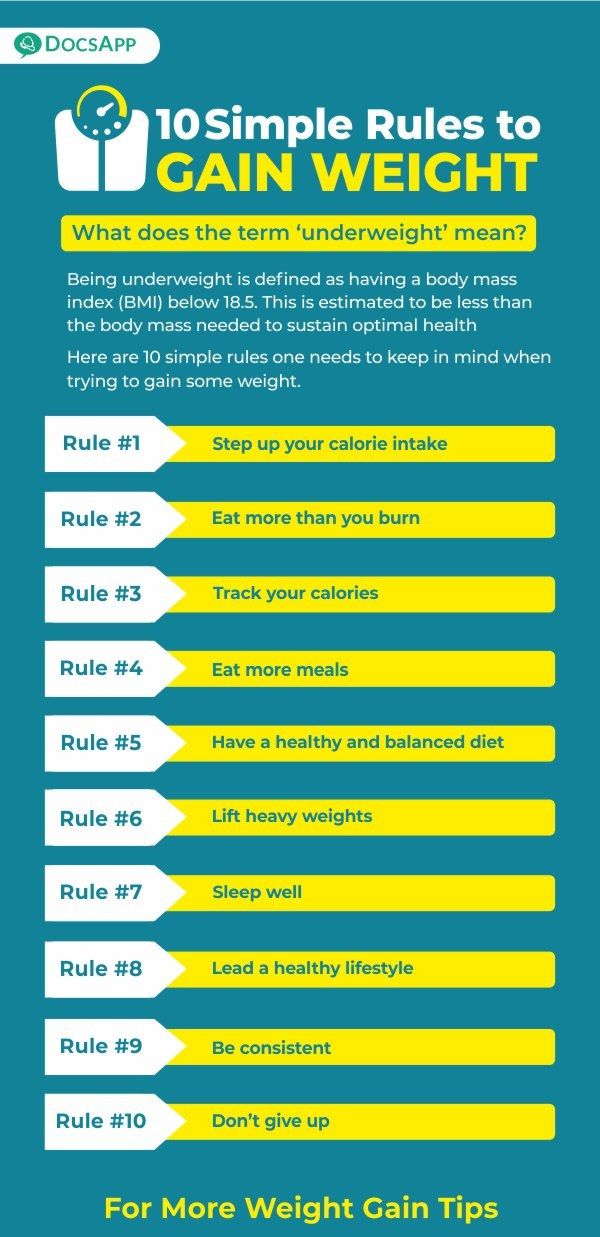 DOCSAPP
10 Simple Rules to
GAIN WEIGHT
What does the term ‘underweight’ mean?
Being underweight is defined as having a body mass
index (BMI) below 18.5. This is estimated to be less than
the body mass needed to sustain optimal health
Here are 10 simple rules one needs to keep in mind when
trying to gain some weight.
Rule #1 Step up your calorie intake
Rule #2 Eat more than you burn
Rule #3 Track your calories
Rule #4 Eat more meals
Rule #5 Have a healthy and balanced diet
Rule #6 Lift heavy weights
Rule #7 Sleep well
Rule #8 Lead a healthy lifestyle
Rule #9 Be consistent
Rule #10 Don’t give up
For More Weight Gain Tips